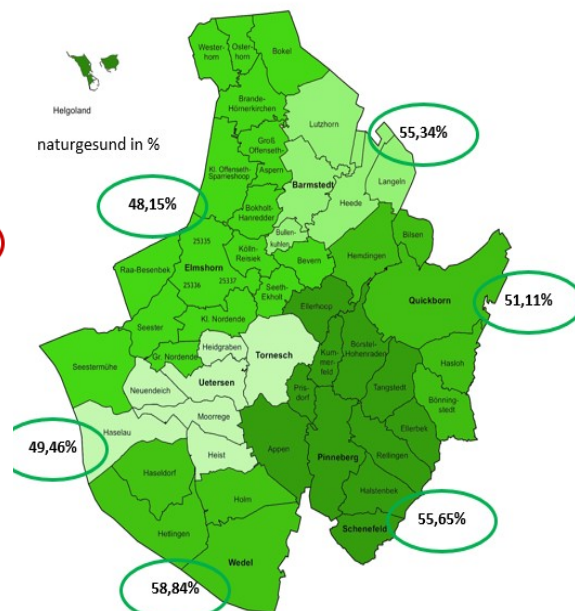 Wester-
horn
Oster-
horn
Bokel
Helgoland
Brande-
Hörnerkirchen
Lutzhorn
55,34%
naturgesund in %
Groß
Offenseth-
Aspern
Kl. Offenseth-
Sparrieshoop
Barmstedt
Langeln
Heede
48,15%
Bokholt-
Hanredder
Bullen-
kuhlen
Bilsen
Hemdingen
25335
Kölln-
Reisiek
Bevern
Raa-Besenbek
Elmshorn
25336
25337
Seeth-
Ekholt
Ellerhoop
Quickborn
51,11%
Kl. Nordende
Seester
Borstel-
Hohenraden
Heidgraben
Tornesch
Kum-
merfeld
Gr. Nordende
Seestermühe
Hasloh
Uetersen
Neuendeich
Pris-
dorf
Tangstedt
Bönning-
stedt
Moorrege
Haselau
Ellerbek
49,46%
Heist
Appen
Pinneberg
Rellingen
Haseldorf
Halstenbek
Holm
Hetlingen
Schenefeld
55,65%
Wedel
58,84%